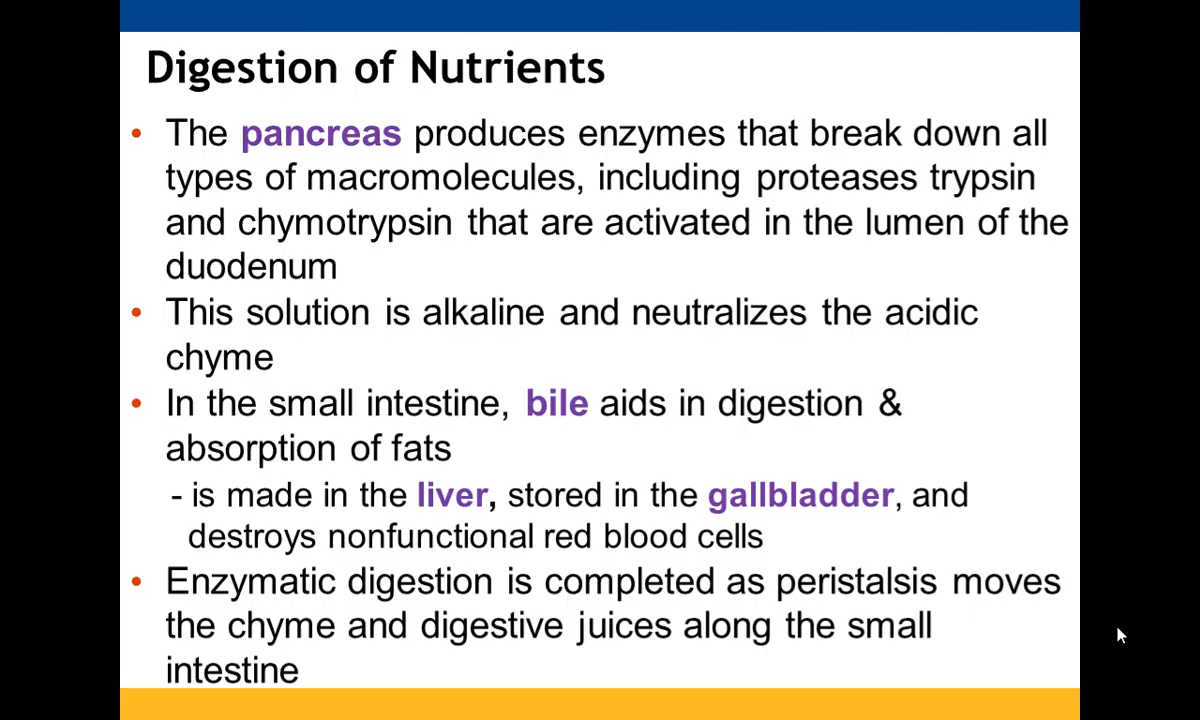 Digestion of Nutrients
• The pancreas produces enzymes that break down all
types of macromolecules, including proteases trypsin
and chymotrypsin that are activated in the lumen of the
duodenum
• This solution is alkaline and neutralizes the acidic
chyme
• In the small intestine, bile aids in digestion &
absorption of fats
- is made in the liver, stored in the gallbladder, and
destroys nonfunctional red blood cells
• Enzymatic digestion is completed as peristalsis moves
the chyme and digestive juices along the small
intestine